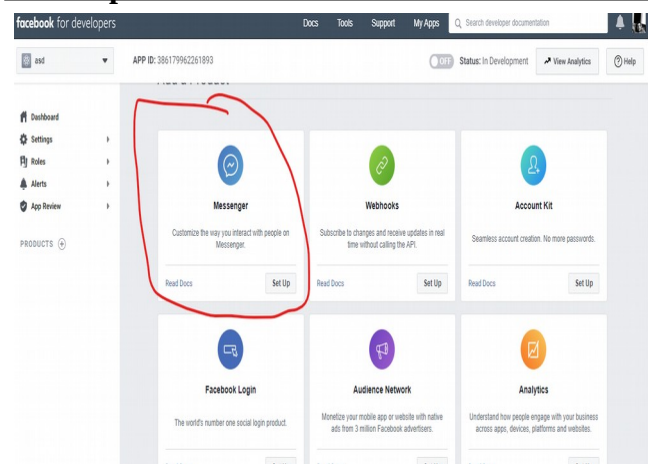 facebook for developers Docs Tools Support My Apps Search developer documentation
asd APP ID: 386179962261893 OFF Status: In Development View Analytics Help
Dashboard
Settings
Roles
Alerts
App Review
PRODUCTS
Messenger
Customize the way you interact with people on
Messenger.
Read Docs Set Up
Webhooks
Subscribe to changes and receive updates in real
time without calling the API.
Read Docs Set Up
Account Kit
Seamless account creation. No more passwords.
Read Docs Set Up
Facebook Login
The world's number one social login product.
Audience Network
Monetize your mobile app or website with native
ads from 3 million Facebook advertisers.
Analytics
Understand how people engage with your business
across apps, devices, platforms and websites.